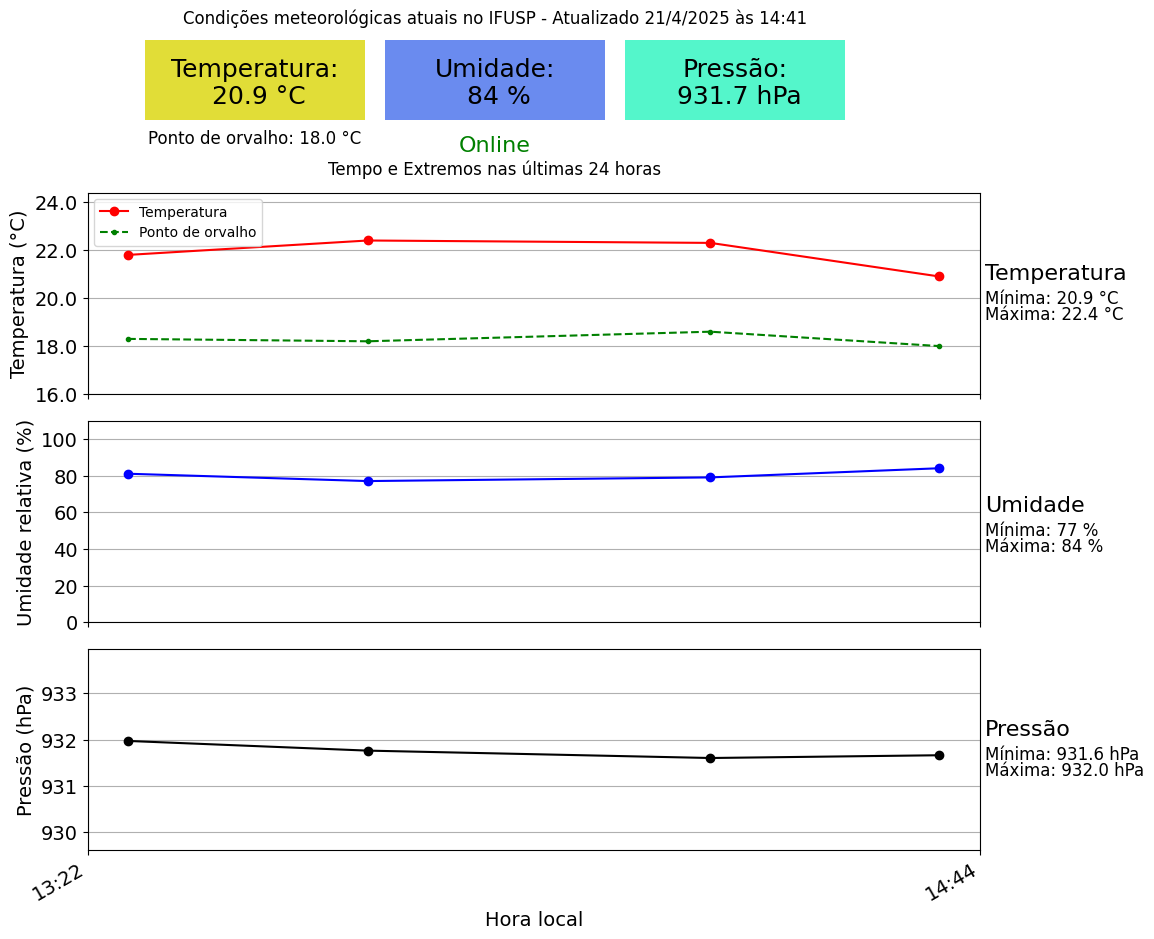 Condições meteorológicas atuais no IFUSP - Atualizado 21/4/2025 às 14:41
Temperatura:
20.9 °C
Umidade:
84 %
Pressão:
931.7 hPa
Ponto de orvalho: 18.0 °C
Online
Tempo e Extremos nas últimas 24 horas
Temperatura (°C)
24.0
22.0
20.0
18.0
16.0
Temperatura
Ponto de orvalho
Temperatura
Mínima: 20.9 °C
Máxima: 22.4 °C
Umidade relativa (%)
100
80
60
40
20
0
Umidade
Mínima: 77 %
Máxima: 84 %
Pressão (hPa)
933
932
931
930
Pressão
Mínima: 931.6 hPa
Máxima: 932.0 hPa
13:22
14:44
Hora local